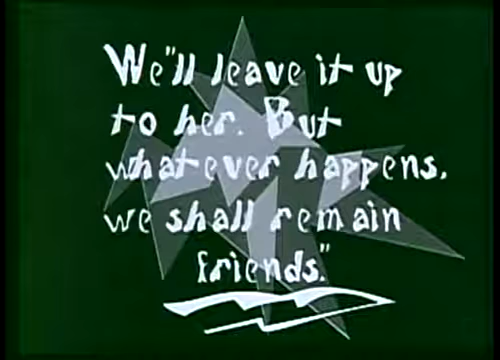 We"ll leave it up
to her. But
whatever happens,
we shall remain
friends."